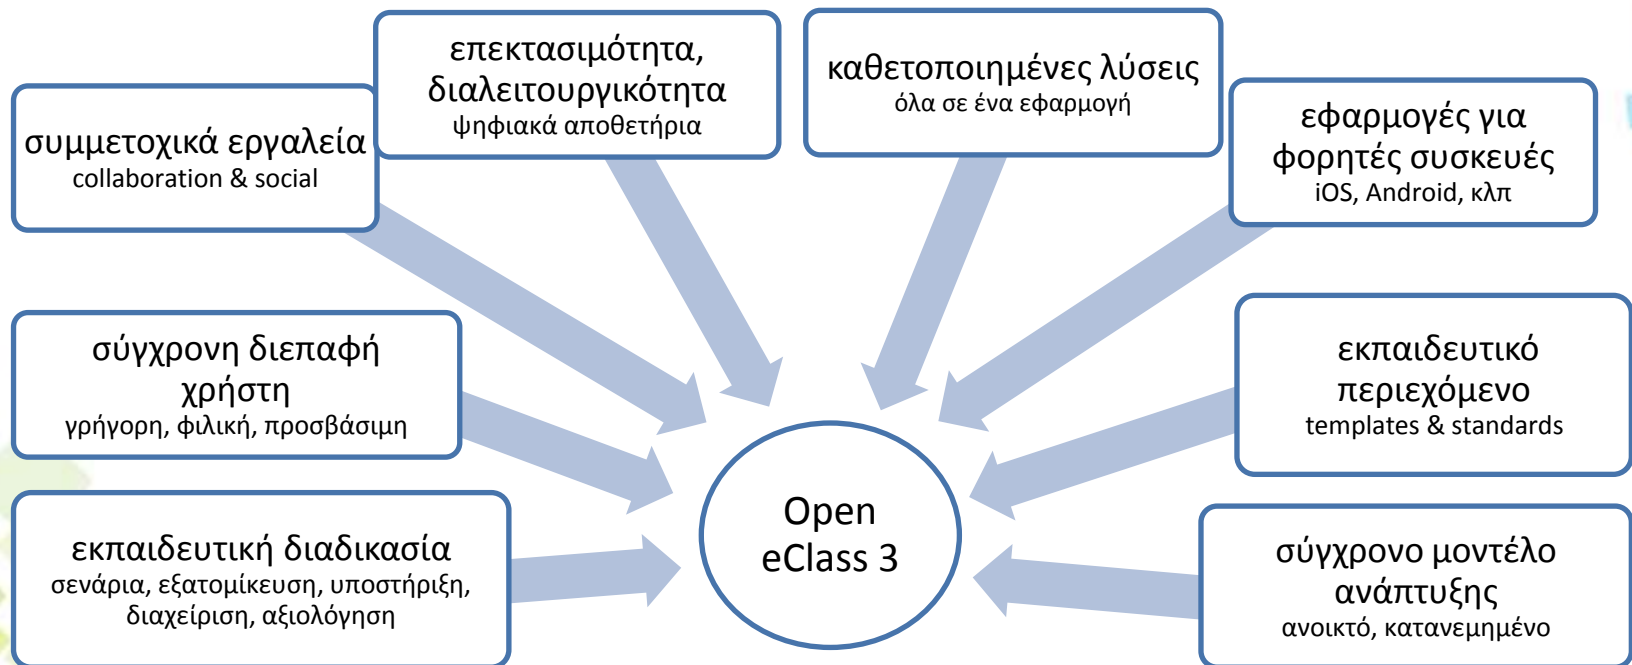 επεκτασιμότητα,
διαλειτουργικότητα
ψηφιακά αποθετήρια
καθετοποιημένες λύσεις
όλα σε ένα εφαρμογή
συμμετοχικά εργαλεία
collaboration & social
εφαρμογές για
φορητές συσκευές
iOS, Android, κλπ
σύγχρονη διεπαφή
χρήστη
γρήγορη, φιλική, προσβάσιμη
εκπαιδευτικό
περιεχόμενο
templates & standards
εκπαιδευτική διαδικασία
σενάρια, εξατομίκευση, υποστήριξη,
διαχείριση, αξιολόγηση
Open
eClass 3
σύγχρονο μοντέλο
ανάπτυξης
ανοικτό, κατανεμημένο